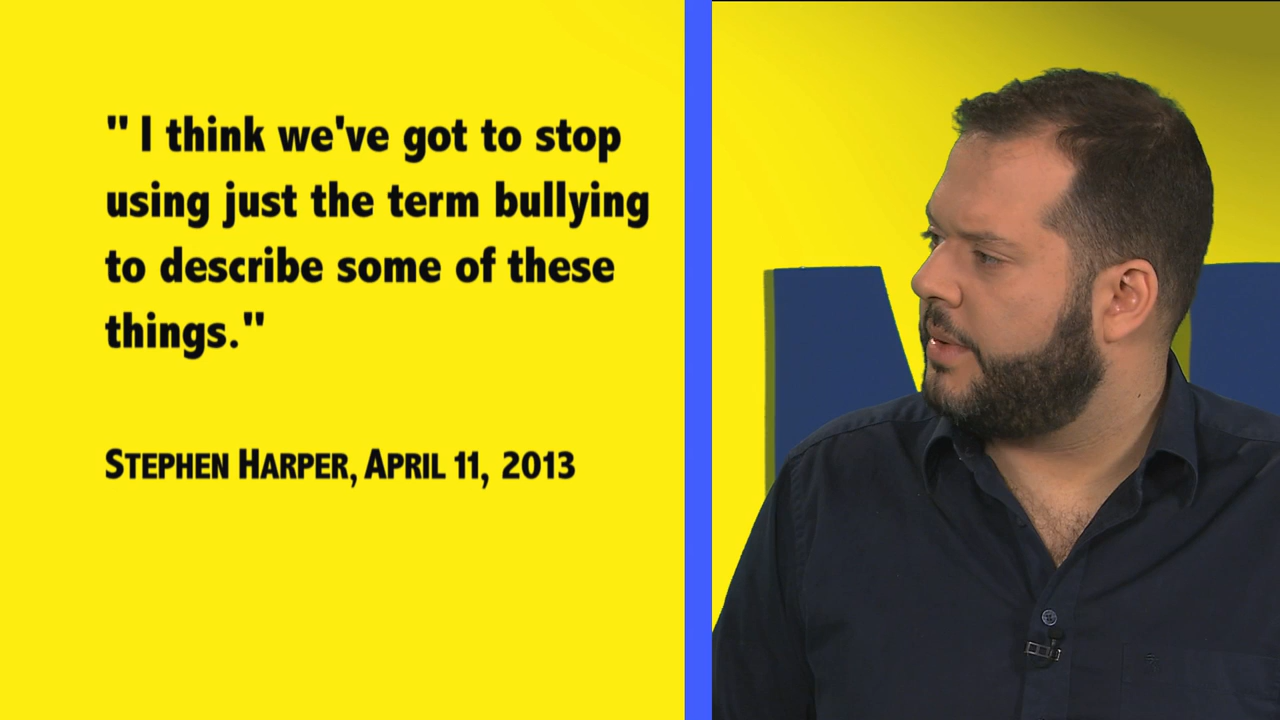 " I think we've got to stop
using just the term bullying
to describe some of these
things."
STEPHEN HARPER, APRIL 11, 2013